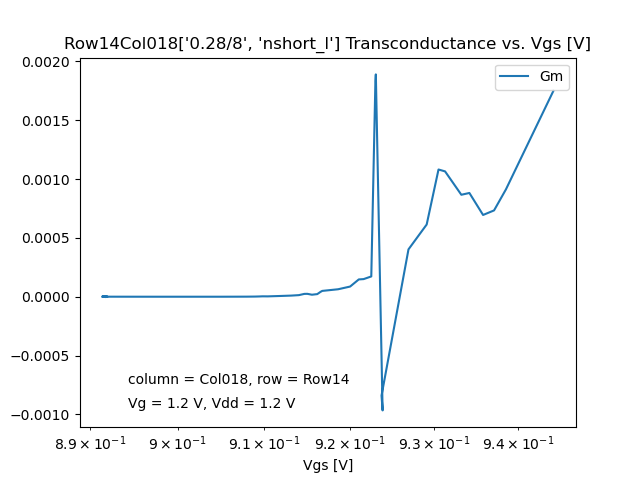 Row14Col018['0.28/8', 'nshort_l'] Transconductance vs. Vgs [V]
Gm
0.0020
0.0015
0.0010
0.0005
0.0000
−0.0005
−0.0010
column = Col018, row = Row14
Vg = 1.2 V, Vdd = 1.2 V
8.9 × 10⁻¹ 9 × 10⁻¹ 9.1 × 10⁻¹ 9.2 × 10⁻¹ 9.3 × 10⁻¹ 9.4 × 10⁻¹
Vgs [V]